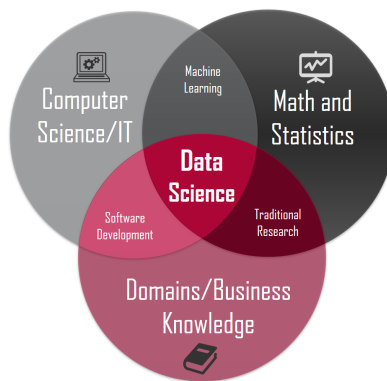 Machine
Learning
Computer
Science/IT
Math and
Statistics
Data
Science
Software
Development
Traditional
Research
Domains/Business
Knowledge